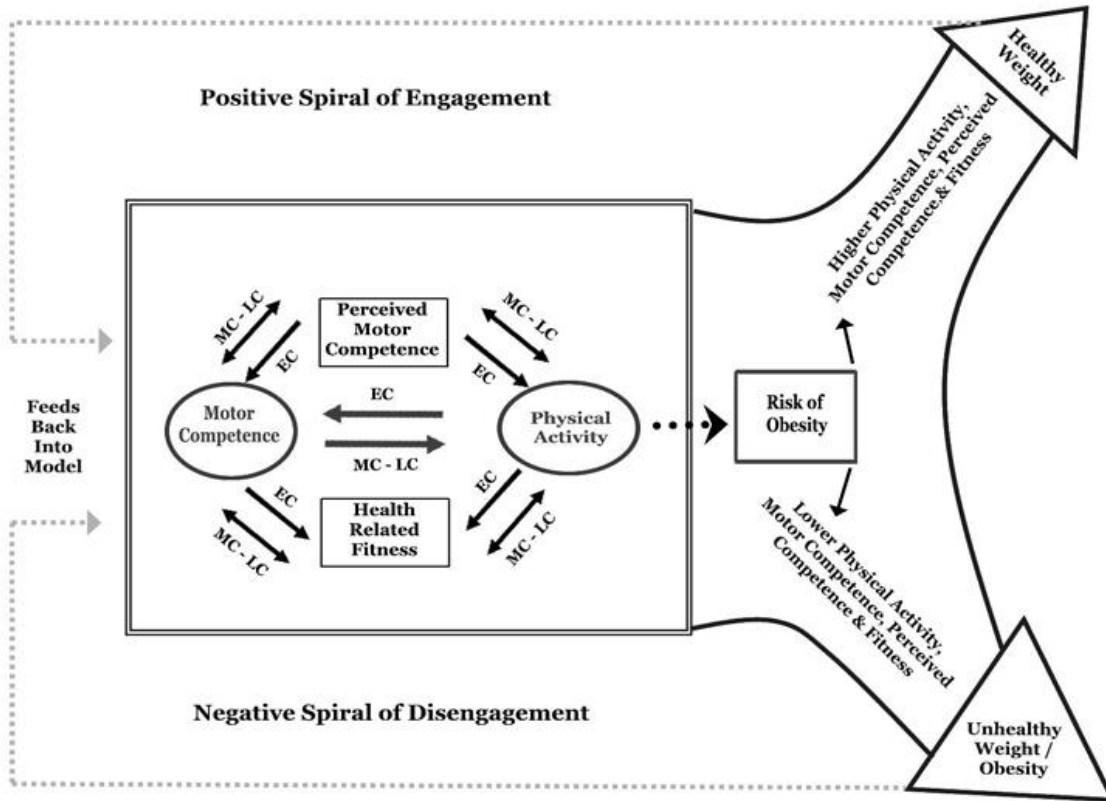 Healthy
Weight
Positive Spiral of Engagement
Higher Physical Activity,
Motor Competence, Perceived
Competence & Fitness
MC - LC
EC
Perceived
Motor
Competence
MC - LC
EC
Feeds
Back
Into
Model
Motor
Competence
EC
MC - LC
Physical
Activity
Risk of
Obesity
EC
MC - LC
Health
Related
Fitness
EC
MC - LC
Lower Physical Activity,
Motor Competence, Perceived
Competence & Fitness
Negative Spiral of Disengagement
Unhealthy
Weight /
Obesity